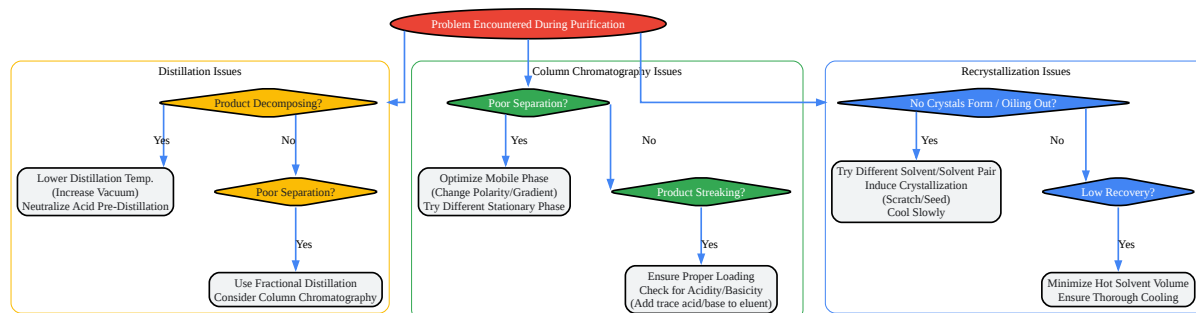 Problem Encountered During Purification
Distillation Issues
Product Decomposing?
Yes
No
Lower Distillation Temp.
(Increase Vacuum)
Neutralize Acid Pre-Distillation
Poor Separation?
Yes
Use Fractional Distillation
Consider Column Chromatography
Column Chromatography Issues
Poor Separation?
Yes
No
Optimize Mobile Phase
(Change Polarity/Gradient)
Try Different Stationary Phase
Product Streaking?
Yes
Ensure Proper Loading
Check for Acidity/Basicity
(Add trace acid/base to eluent)
Recrystallization Issues
No Crystals Form / Oiling Out?
Yes
No
Try Different Solvent/Solvent Pair
Induce Crystallization
(Scratch/Seed)
Cool Slowly
Low Recovery?
Yes
Minimize Hot Solvent Volume
Ensure Thorough Cooling